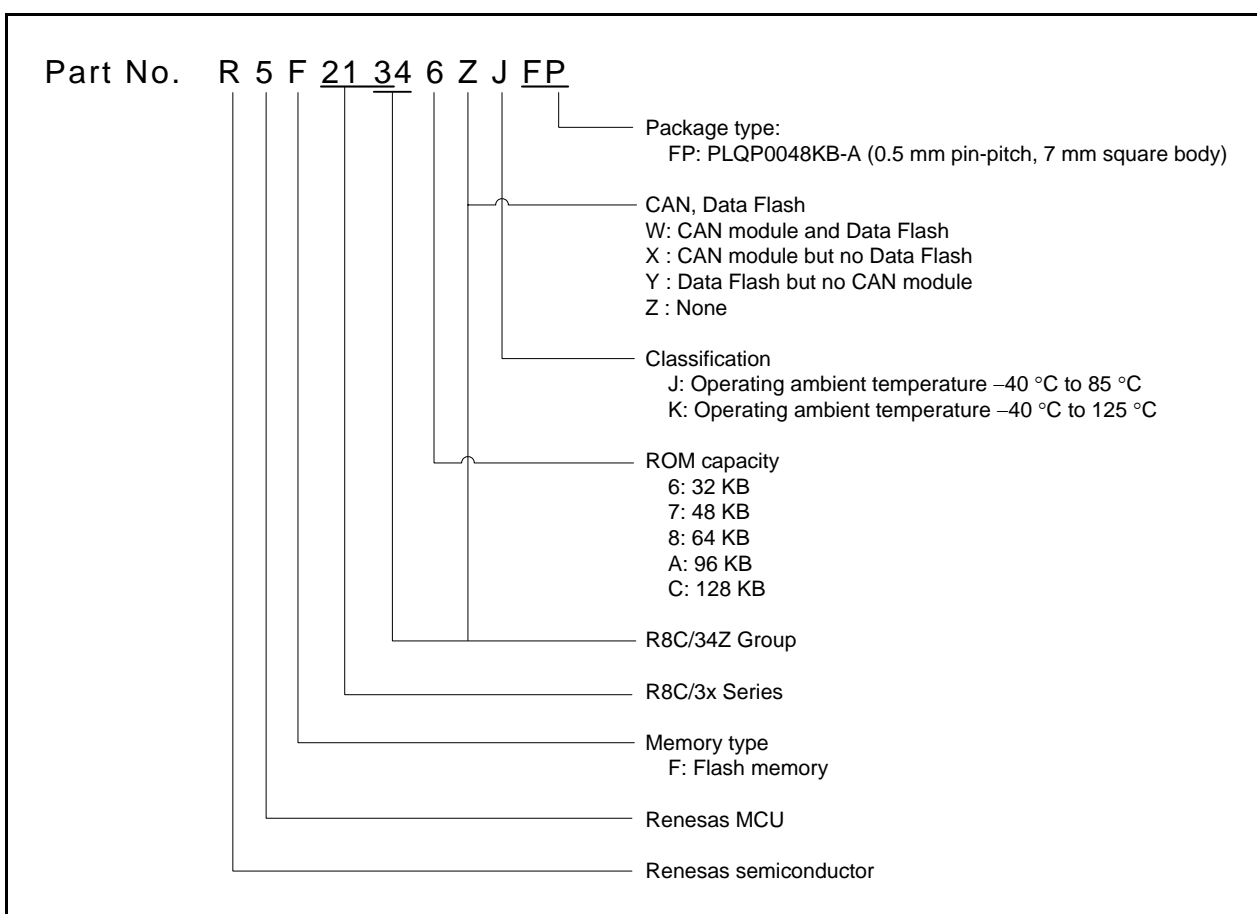 Part No. R 5 F 21 34 6 Z J FP
Package type:
FP: PLQP0048KB-A (0.5 mm pin-pitch, 7 mm square body)
CAN, Data Flash
W: CAN module and Data Flash
X : CAN module but no Data Flash
Y : Data Flash but no CAN module
Z : None
Classification
J: Operating ambient temperature −40 °C to 85 °C
K: Operating ambient temperature −40 °C to 125 °C
ROM capacity
6: 32 KB
7: 48 KB
8: 64 KB
A: 96 KB
C: 128 KB
R8C/34Z Group
R8C/3x Series
Memory type
F: Flash memory
Renesas MCU
Renesas semiconductor